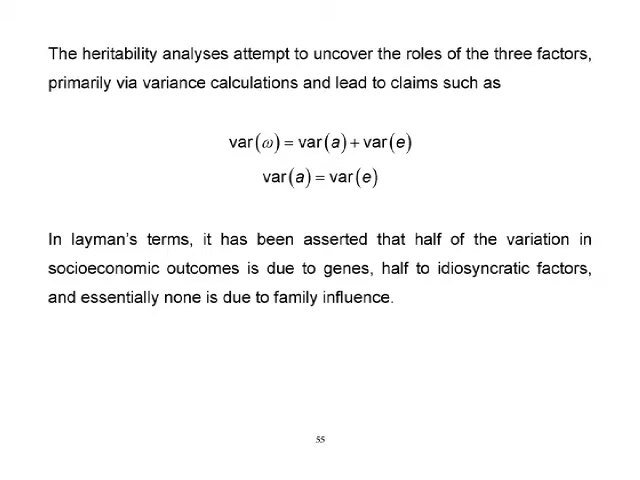 The heritability analyses attempt to uncover the roles of the three factors,
primarily via variance calculations and lead to claims such as
var(ω) = var(a) + var(e)
var(a) = var(e)
In layman's terms, it has been asserted that half of the variation in
socioeconomic outcomes is due to genes, half to idiosyncratic factors,
and essentially none is due to family influence.
55